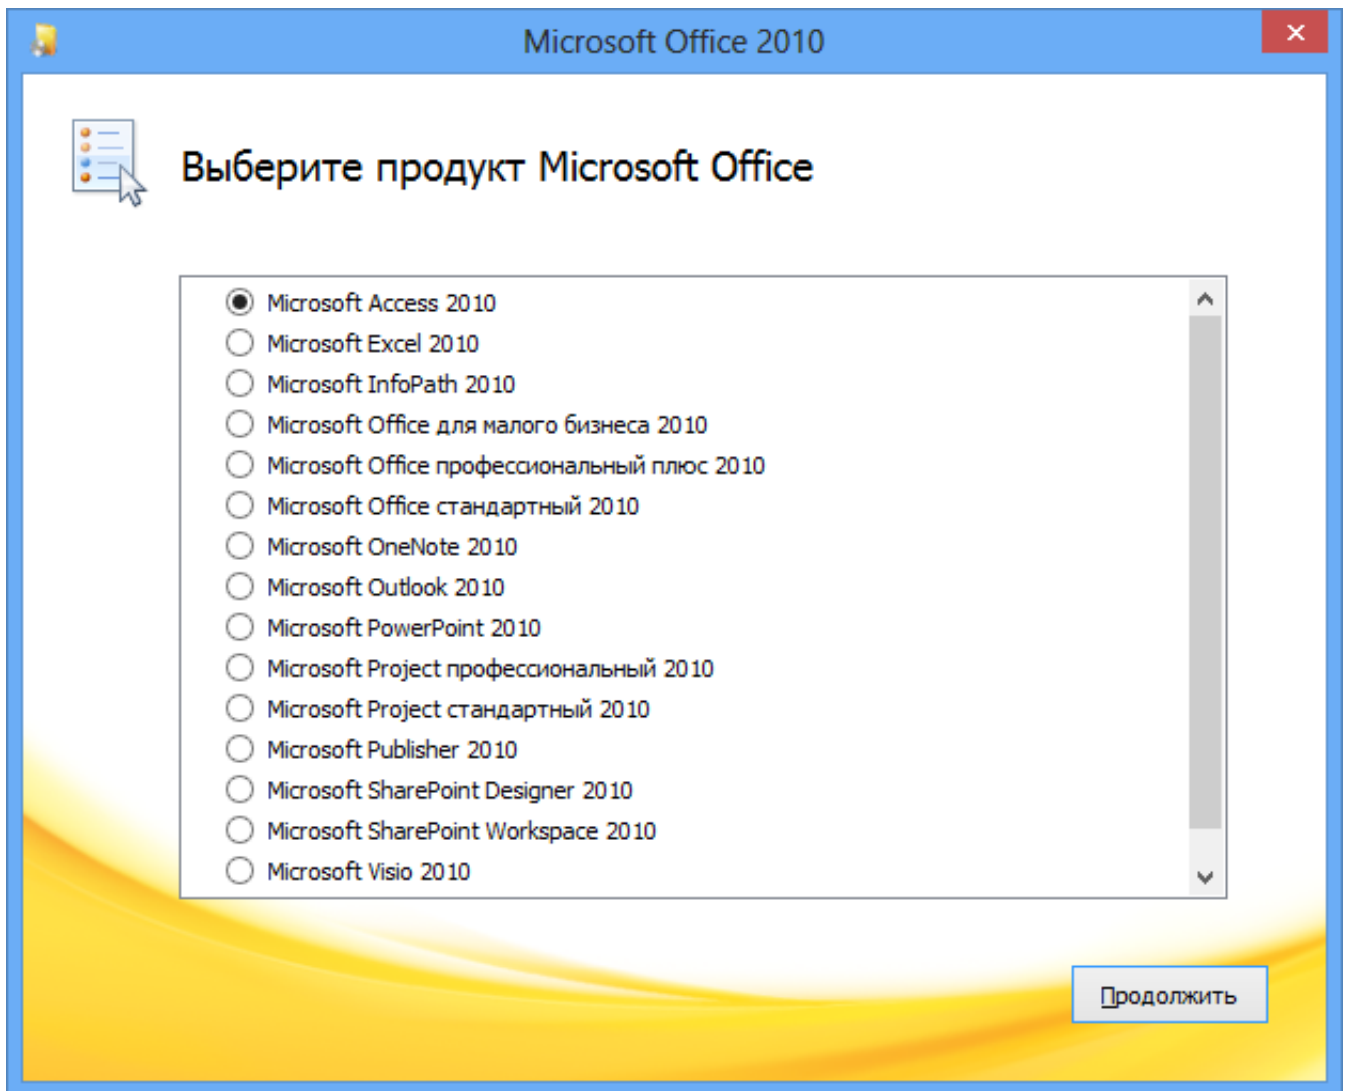 Microsoft Office 2010
Выберите продукт Microsoft Office
Microsoft Access 2010
Microsoft Excel 2010
Microsoft InfoPath 2010
Microsoft Office для малого бизнеса 2010
Microsoft Office профессиональный плюс 2010
Microsoft Office стандартный 2010
Microsoft OneNote 2010
Microsoft Outlook 2010
Microsoft PowerPoint 2010
Microsoft Project профессиональный 2010
Microsoft Project стандартный 2010
Microsoft Publisher 2010
Microsoft SharePoint Designer 2010
Microsoft SharePoint Workspace 2010
Microsoft Visio 2010
Продолжить